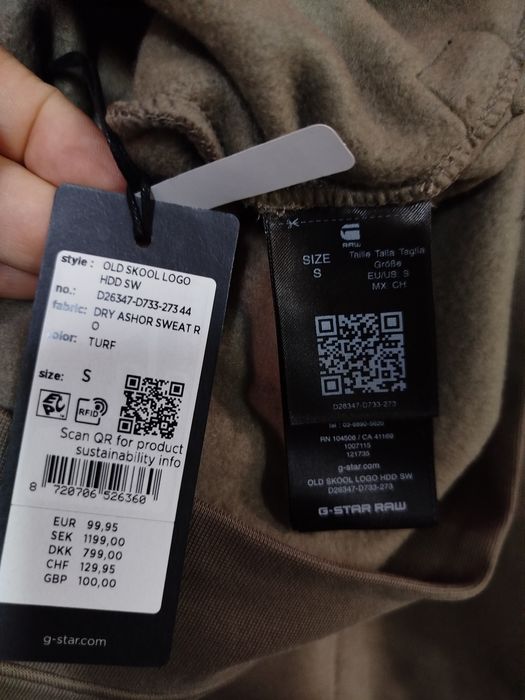 style : OLD SKOOL LOGO
HDD SW
no.: D26347-D733-273 44
fabric: DRY ASHOR SWEAT R
O
olor: TURF
size: S
RFID
Scan QR for product
sustainability info
8 720706 526360
EUR 99,95
SEK 1199,00
DKK 799,00
CHF 129,95
GBP 100,00
g-star.com
G
RAW
SIZE
S
Taille Talla Taglia
Größe
EU/US: S
MX: CH
D26347-D733-273
RN 104506 / CA 41169
1007115
121735
g-star.com
OLD SKOOL LOGO HDD SW
D26347-D733-273
G-STAR RAW